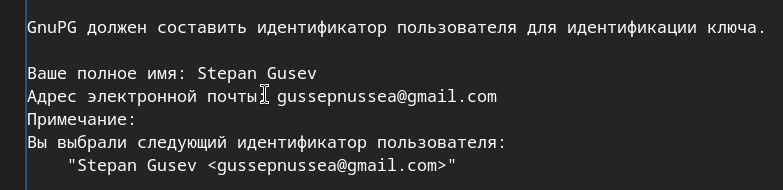 GnuPG должен составить идентификатор пользователя для идентификации ключа.
Ваше полное имя: Stepan Gusev
Адрес электронной почты: gussepnussea@gmail.com
Примечание:
Вы выбрали следующий идентификатор пользователя:
"Stepan Gusev <gussepnussea@gmail.com>"